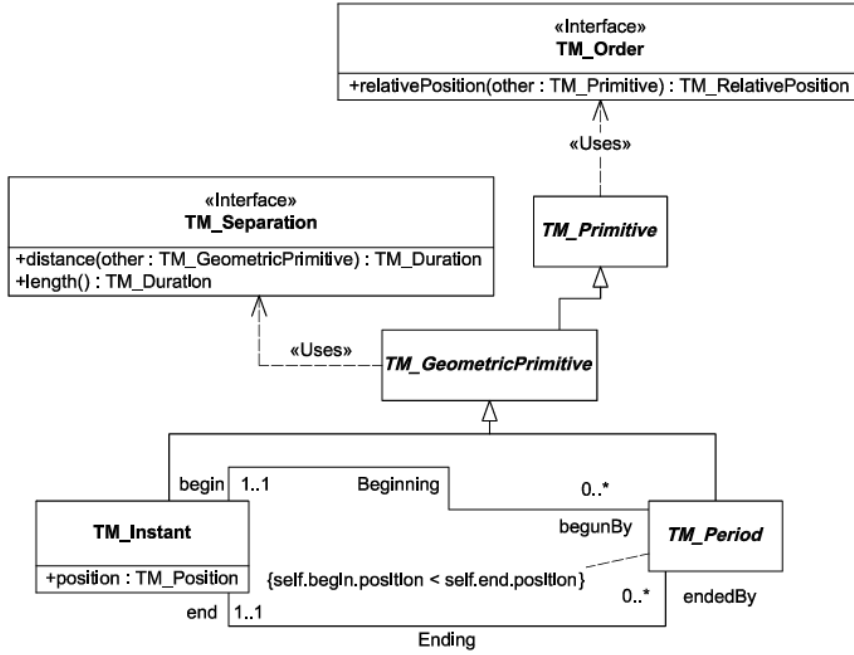 «Interface»
TM_Order
+relativePosition(other : TM_Primitive) : TM_RelativePosition
«Uses»
«Interface»
TM_Separation
+distance(other : TM_GeometricPrimitive) : TM_Duration
+length() : TM_Duration
TM_Primitive
«Uses»
TM_GeometricPrimitive
begin
1..1
Beginning
0..*
TM_Instant
+position : TM_Position
begunBy
TM_Period
{self.begin.position < self.end.position}
end
1..1
0..*
endedBy
Ending